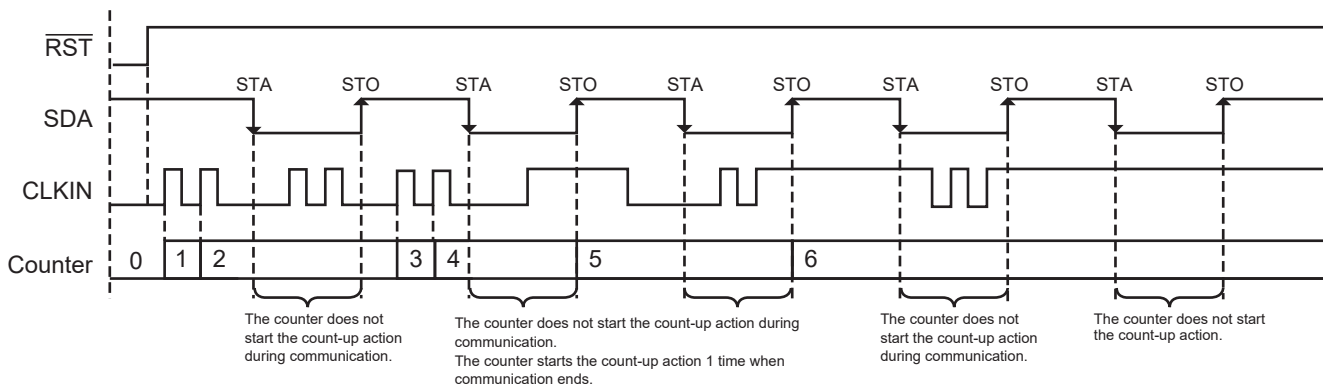 RST
STA STO STA STO STA STO STA STO STA STO
SDA
CLKIN
Counter 0 1 2 3 4 5 6
The counter does not
start the count-up action
during communication.
The counter does not start the count-up action during
communication.
The counter starts the count-up action 1 time when
communication ends.
The counter does not
start the count-up action
during communication.
The counter does not start
the count-up action.